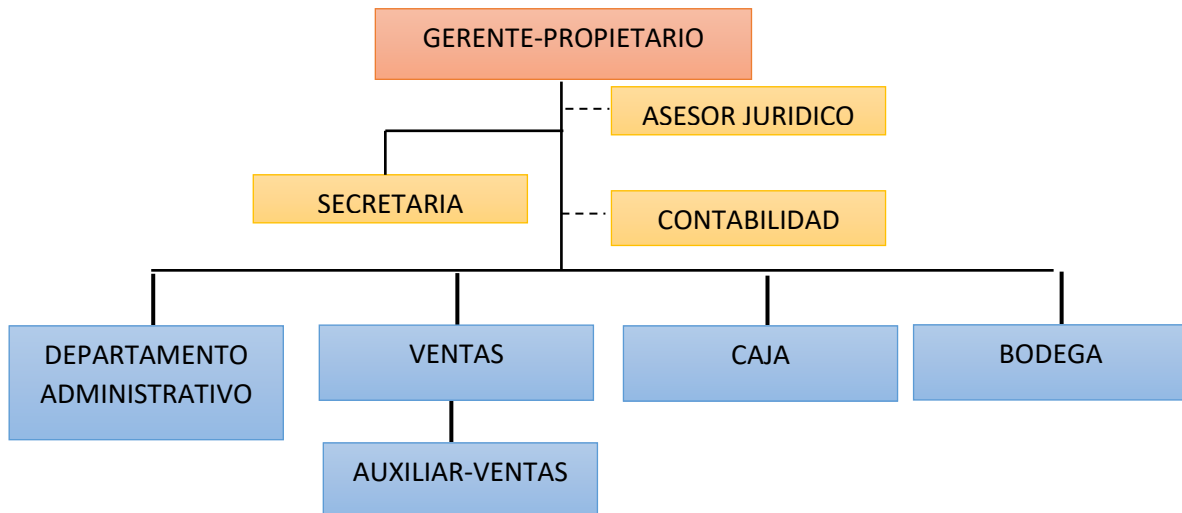 GERENTE-PROPIETARIO
ASESOR JURIDICO
SECRETARIA
CONTABILIDAD
DEPARTAMENTO
ADMINISTRATIVO
VENTAS
CAJA
BODEGA
AUXILIAR-VENTAS